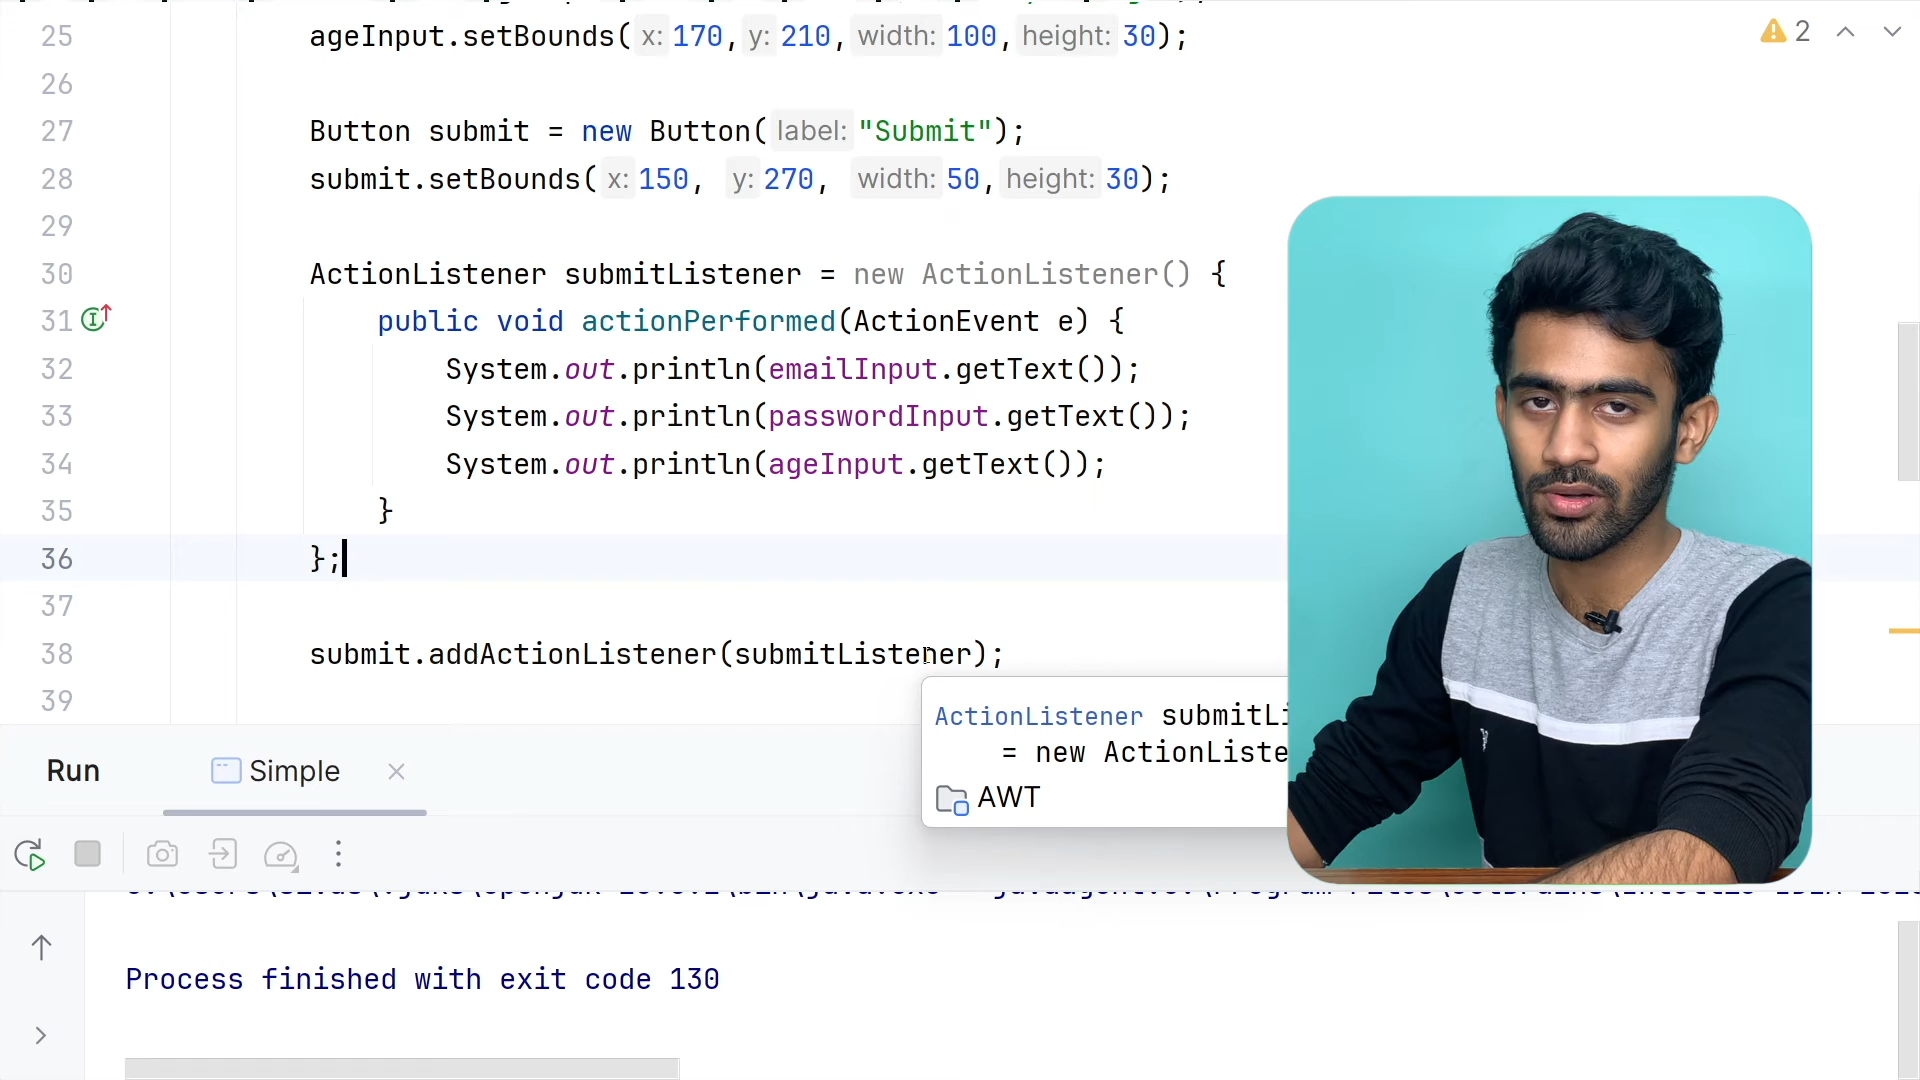 25 ageInput.setBounds( x: 170, y: 210, width: 100, height: 30);
2
26
27 Button submit = new Button( label: "Submit");
28 submit.setBounds( x: 150, y: 270, width: 50, height: 30);
29
30 ActionListener submitListener = new ActionListener() {
31 public void actionPerformed(ActionEvent e) {
32 System.out.println(emailInput.getText());
33 System.out.println(passwordInput.getText());
34 System.out.println(ageInput.getText());
35 }
36 };
37
38 submit.addActionListener(submitListener);
39
ActionListener submitLi
= new ActionListe
AWT
Run Simple
Process finished with exit code 130